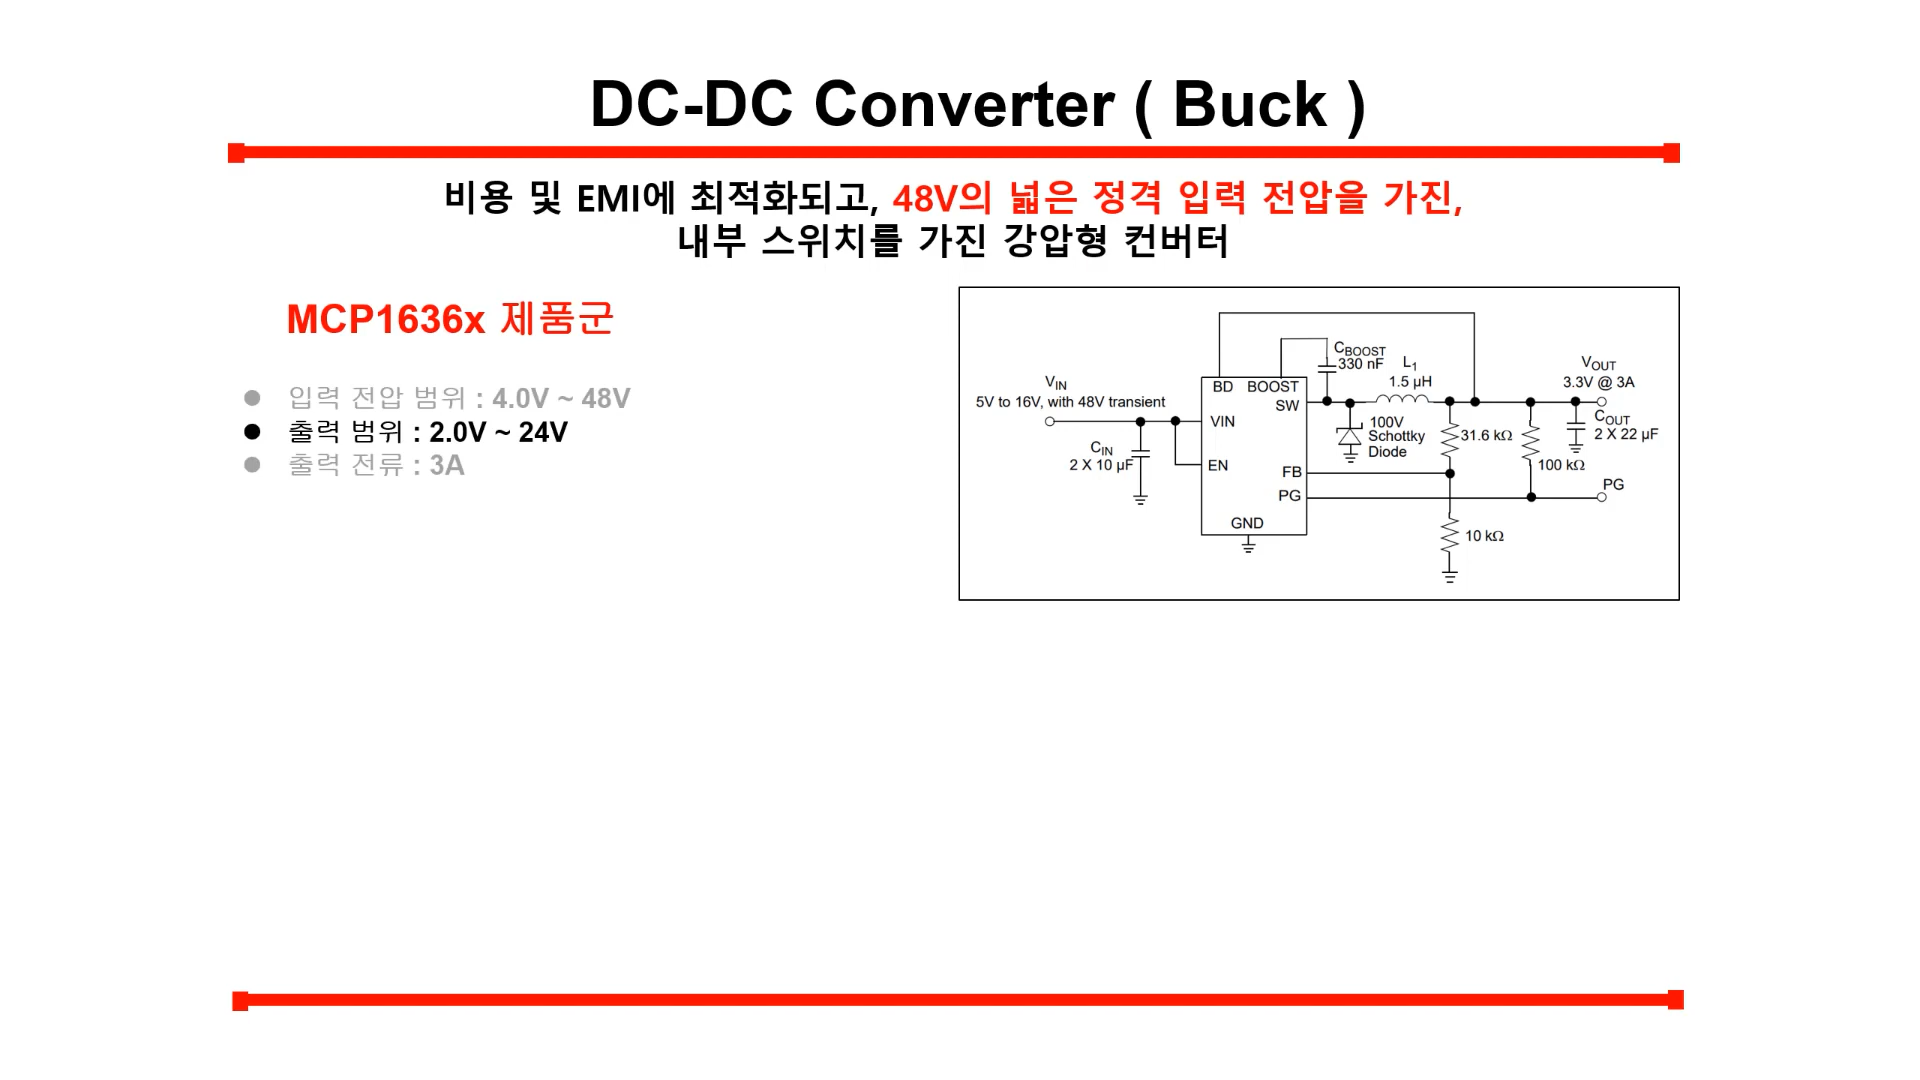 DC-DC Converter ( Buck )
비용 및 EMI에 최적화되고, 48V의 넓은 정격 입력 전압을 가진,
내부 스위치를 가진 강압형 컨버터
MCP1636x 제품군
입력 전압 범위 : 4.0V ~ 48V
출력 범위 : 2.0V ~ 24V
출력 전류 : 3A
VIN
5V to 16V, with 48V transient
CIN
2 X 10 µF
BD
BOOST
SW
VIN
EN
FB
PG
GND
CBOOST
330 nF
L1
1.5 µH
100V
Schottky
Diode
31.6 kΩ
10 kΩ
100 kΩ
VOUT
3.3V @ 3A
COUT
2 X 22 µF
PG